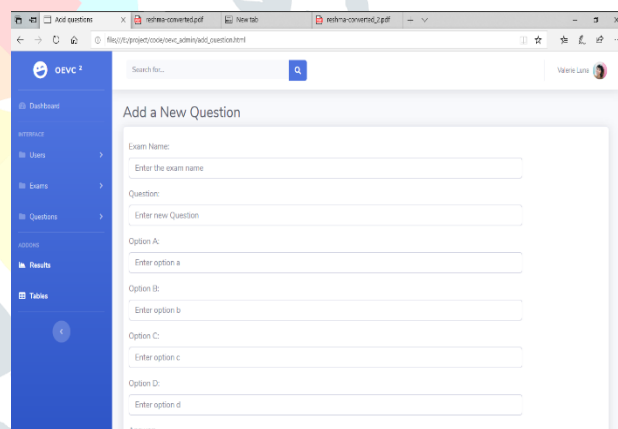 Add questions
reshma-converted.pdf
New tab
reshma-converted_2.pdf
file:///E:/project/code/oevc_admin/add_question.html
OEVC 2
Search for...
Valerie Luna
Dashboard
Add a New Question
INTERFACE
Users
Exams
Questions
ADDONS
Results
Tables
Exam Name:
Enter the exam name
Question:
Enter new Question
Option A:
Enter option a
Option B:
Enter option b
Option C:
Enter option c
Option D:
Enter option d